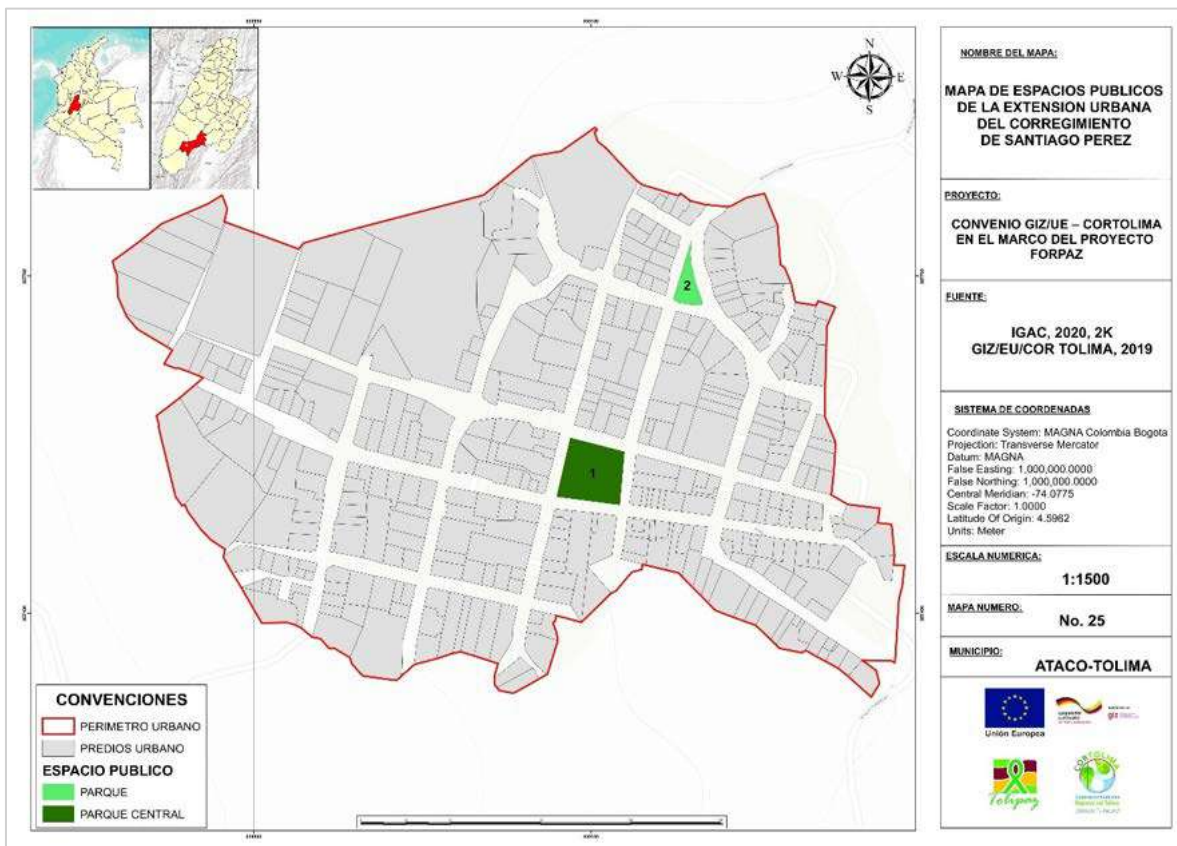 N
W
E
S
2
1
CONVENCIONES
PERIMETRO URBANO
PREDIOS URBANO
ESPACIO PUBLICO
PARQUE
PARQUE CENTRAL
NOMBRE DEL MAPA:
MAPA DE ESPACIOS PUBLICOS
DE LA EXTENSION URBANA
DEL CORREGIMIENTO
DE SANTIAGO PEREZ
PROYECTO:
CONVENIO GIZ/UE – CORTOLIMA
EN EL MARCO DEL PROYECTO
FORPAZ
FUENTE:
IGAC, 2020, 2K
GIZ/EU/COR TOLIMA, 2019
SISTEMA DE COORDENADAS
Coordinate System: MAGNA Colombia Bogota
Projection: Transverse Mercator
Datum: MAGNA
False Easting: 1,000,000.0000
False Northing: 1,000,000.0000
Central Meridian: -74.0775
Scale Factor: 1.0000
Latitude Of Origin: 4.5962
Units: Meter
ESCALA NUMERICA:
1:1500
MAPA NUMERO:
No. 25
MUNICIPIO:
ATACO-TOLIMA
Unión Europea
giz
Tolipaz
CORTOLIMA